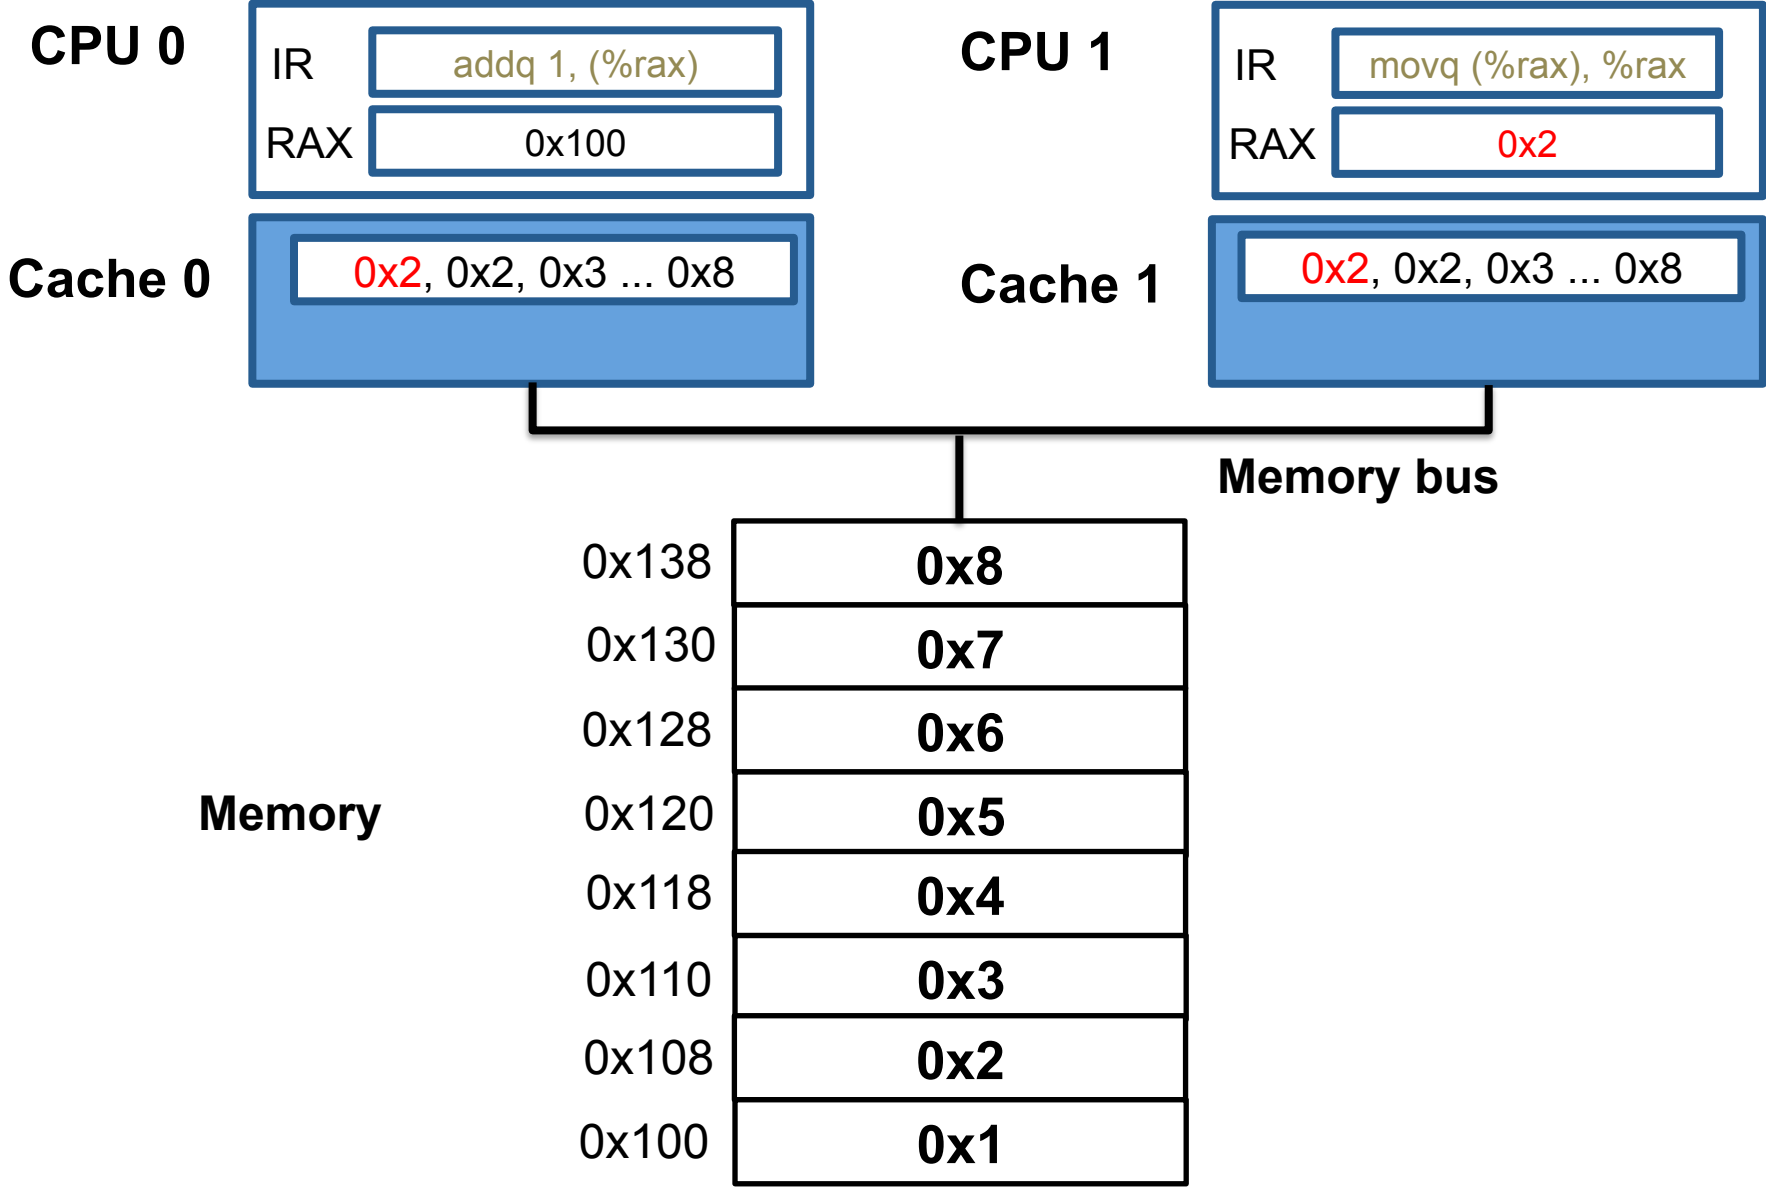 CPU 0
IR
addq 1, (%rax)
RAX
0x100
CPU 1
IR
movq (%rax), %rax
RAX
0x2
Cache 0
0x2, 0x2, 0x3 ... 0x8
Cache 1
0x2, 0x2, 0x3 ... 0x8
Memory bus
Memory
0x138
0x8
0x130
0x7
0x128
0x6
0x120
0x5
0x118
0x4
0x110
0x3
0x108
0x2
0x100
0x1